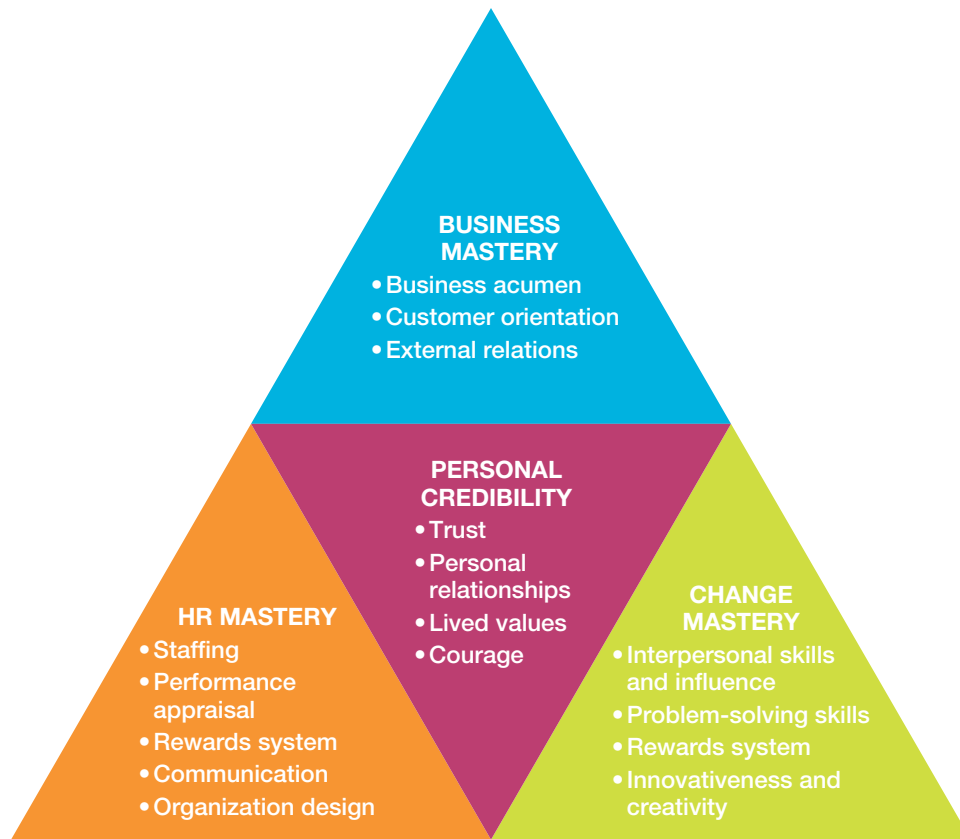 BUSINESS
MASTERY
• Business acumen
• Customer orientation
• External relations
PERSONAL
CREDIBILITY
• Trust
• Personal
relationships
• Lived values
• Courage
HR MASTERY
• Staffing
• Performance
appraisal
• Rewards system
• Communication
• Organization design
CHANGE
MASTERY
• Interpersonal skills
and influence
• Problem-solving skills
• Rewards system
• Innovativeness and
creativity